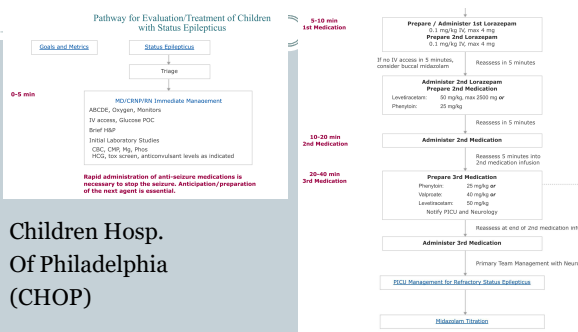 Pathway for Evaluation/Treatment of Children
with Status Epilepticus
Goals and Metrics
Status Epilepticus
Triage
0-5 min
MD/CRNP/RN Immediate Management
ABCDE, Oxygen, Monitors
IV access, Glucose POC
Brief H&P
Initial Laboratory Studies
CBC, CMP, Mg, Phos
HCG, tox screen, anticonvulsant levels as indicated
Rapid administration of anti-seizure medications is
necessary to stop the seizure. Anticipation/preparation
of the next agent is essential.
Children Hosp.
Of Philadelphia
(CHOP)
5-10 min
1st Medication
Prepare / Administer 1st Lorazepam
0.1 mg/kg IV, max 4 mg
Prepare 2nd Lorazepam
0.1 mg/kg IV, max 4 mg
If no IV access in 5 minutes,
consider buccal midazolam
Reassess in 5 minutes
Administer 2nd Lorazepam
Prepare 2nd Medication
Levetiracetam: 50 mg/kg, max 2500 mg or
Phenytoin: 25 mg/kg
Reassess in 5 minutes
10-20 min
2nd Medication
Administer 2nd Medication
Reassess 5 minutes into
2nd medication infusion
20-40 min
3rd Medication
Prepare 3rd Medication
Phenytoin: 25 mg/kg or
Valproate: 40 mg/kg or
Levetiracetam: 50 mg/kg
Notify PICU and Neurology
Reassess at end of 2nd medication inf
Administer 3rd Medication
Primary Team Management with Neur
PICU Management for Refractory Status Epilepticus
Midazolam Titration